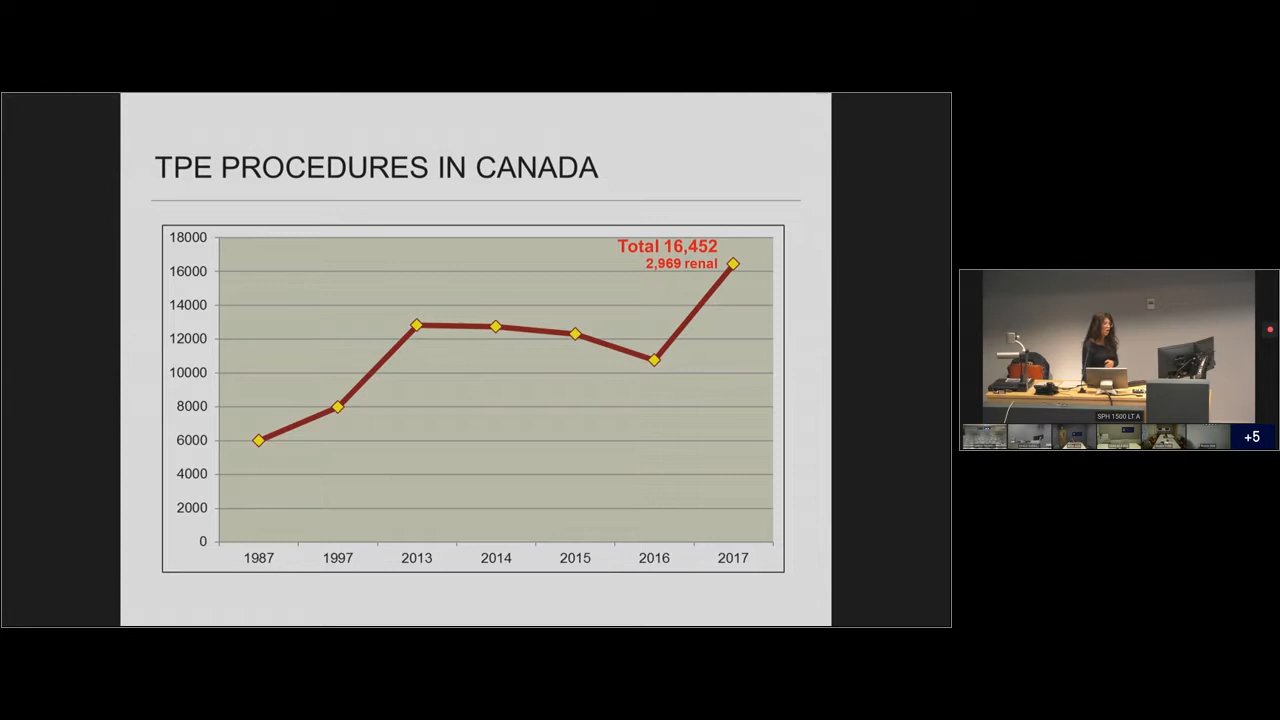 TPE PROCEDURES IN CANADA
Total 16,452
2,969 renal
18000
16000
14000
12000
10000
8000
6000
4000
2000
0
1987 1997 2013 2014 2015 2016 2017
SPH 1500 LT A
+5